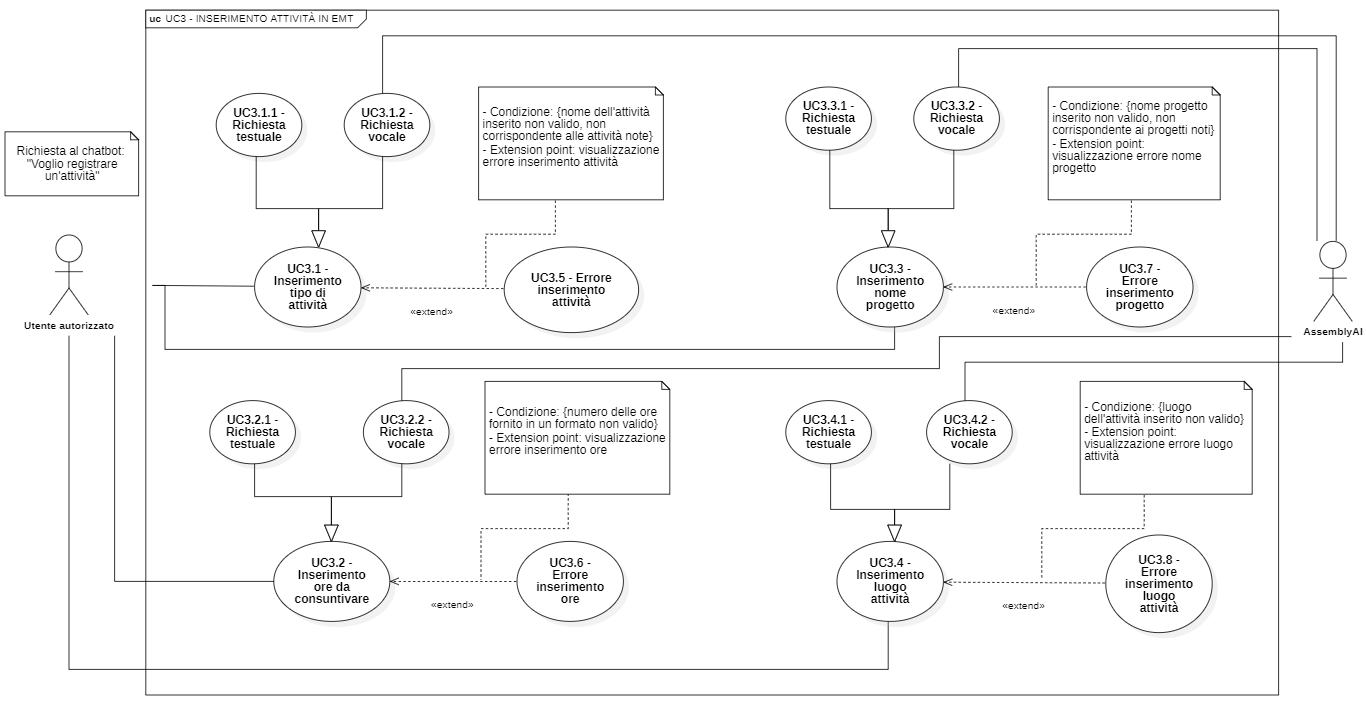 uc UC3 - INSERIMENTO ATTIVITÀ IN EMT
Richiesta al chatbot:
"Voglio registrare
un'attività"
Utente autorizzato
UC3.1.1 -
Richiesta
testuale
UC3.1.2 -
Richiesta
vocale
- Condizione: {nome dell'attività
inserito non valido, non
corrispondente alle attività note}
- Extension point: visualizzazione
errore inserimento attività
UC3.1 -
Inserimento
tipo di
attività
«extend»
UC3.5 - Errore
inserimento
attività
UC3.3.1 -
Richiesta
testuale
UC3.3.2 -
Richiesta
vocale
- Condizione: {nome progetto
inserito non valido, non
corrispondente ai progetti noti}
- Extension point:
visualizzazione errore nome
progetto
UC3.3 -
Inserimento
nome
progetto
«extend»
UC3.7 -
Errore
inserimento
progetto
AssemblyAI
UC3.2.1 -
Richiesta
testuale
UC3.2.2 -
Richiesta
vocale
- Condizione: {numero delle ore
fornito in un formato non valido}
- Extension point: visualizzazione
errore inserimento ore
UC3.2 -
Inserimento
ore da
consuntivare
«extend»
UC3.6 -
Errore
inserimento
ore
UC3.4.1 -
Richiesta
testuale
UC3.4.2 -
Richiesta
vocale
- Condizione: {luogo
dell'attività inserito non valido}
- Extension point:
visualizzazione errore luogo
attività
UC3.4 -
Inserimento
luogo
attività
«extend»
UC3.8 -
Errore
inserimento
luogo
attività